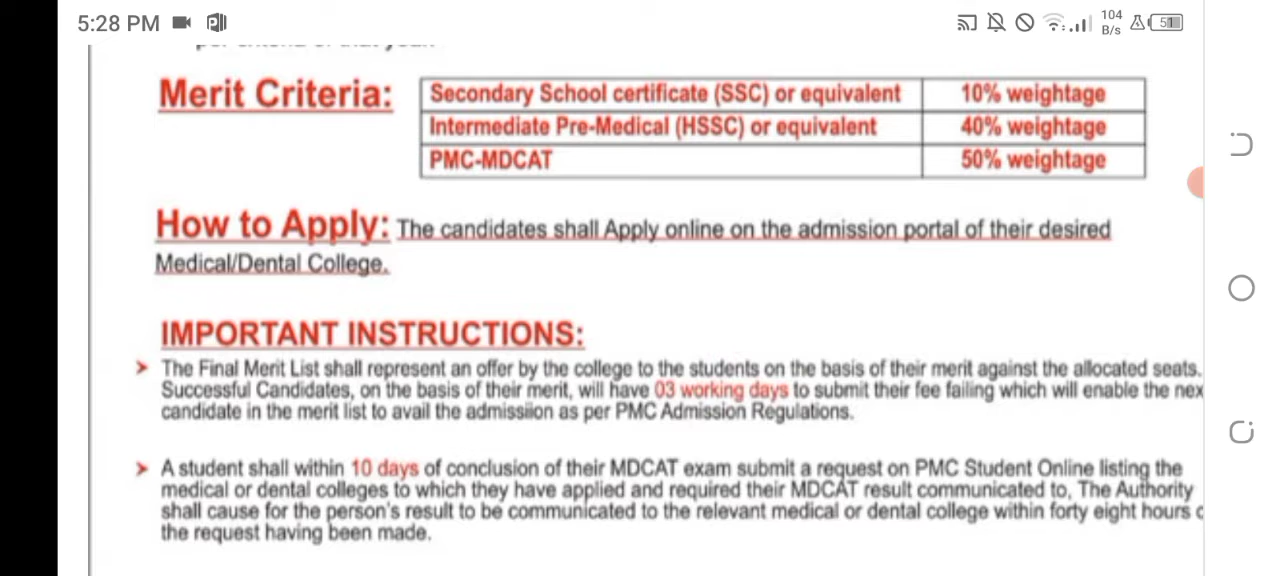 5:28 PM
104
B/s
51
Merit Criteria:
Secondary School certificate (SSC) or equivalent 10% weightage
Intermediate Pre-Medical (HSSC) or equivalent 40% weightage
PMC-MDCAT 50% weightage
How to Apply: The candidates shall Apply online on the admission portal of their desired
Medical/Dental College.
IMPORTANT INSTRUCTIONS:
➤ The Final Merit List shall represent an offer by the college to the students on the basis of their merit against the allocated seats.
Successful Candidates, on the basis of their merit, will have 03 working days to submit their fee failing which will enable the nex
candidate in the merit list to avail the admissiion as per PMC Admission Regulations.
➤ A student shall within 10 days of conclusion of their MDCAT exam submit a request on PMC Student Online listing the
medical or dental colleges to which they have applied and required their MDCAT result communicated to, The Authority
shall cause for the person's result to be communicated to the relevant medical or dental college within forty eight hours
the request having been made.